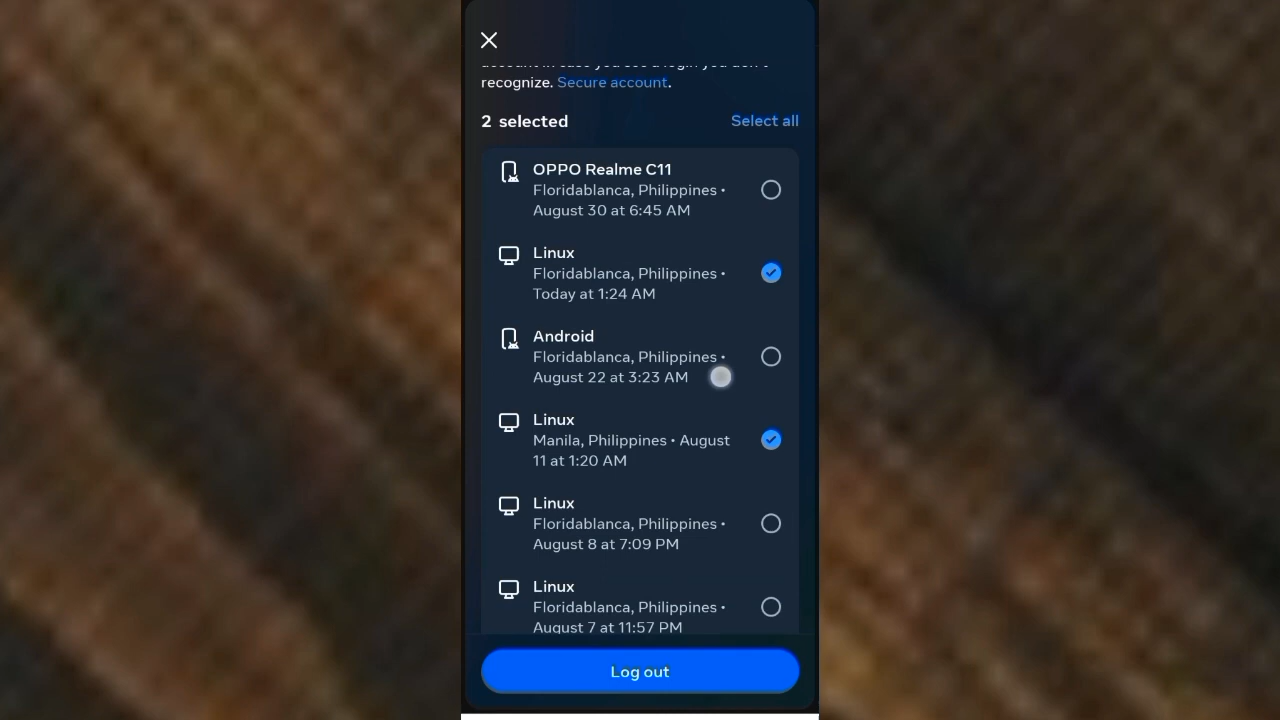 recognize. Secure account.
2 selected
Select all
OPPO Realme C11
Floridablanca, Philippines •
August 30 at 6:45 AM
Linux
Floridablanca, Philippines •
Today at 1:24 AM
Android
Floridablanca, Philippines •
August 22 at 3:23 AM
Linux
Manila, Philippines • August
11 at 1:20 AM
Linux
Floridablanca, Philippines •
August 8 at 7:09 PM
Linux
Floridablanca, Philippines •
August 7 at 11:57 PM
Log out